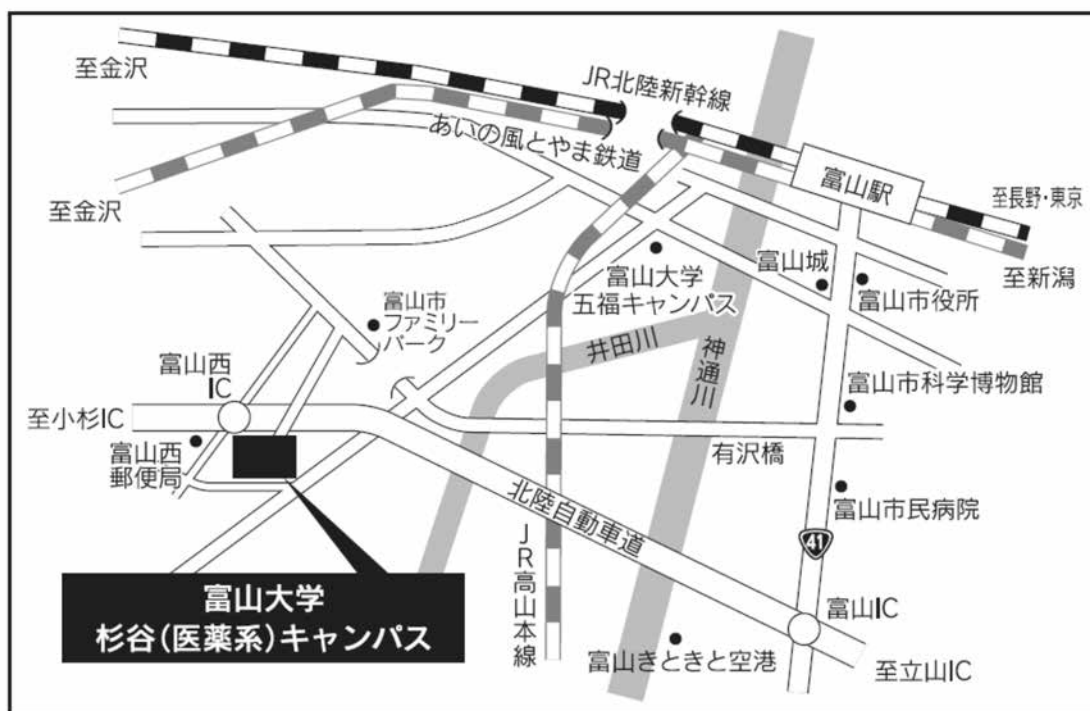 至金沢
JR北陸新幹線
あいの風とやま鉄道
至金沢
富山駅
至長野・東京
至新潟
富山大学
五福キャンパス
富山城
富山市役所
富山市
ファミリー
パーク
井田川
神通川
富山西
IC
富山市科学博物館
至小杉IC
富山西
郵便局
有沢橋
北陸自動車道
富山市民病院
41
JR高山本線
富山大学
杉谷(医薬系)キャンパス
富山IC
富山きときと空港
至立山IC